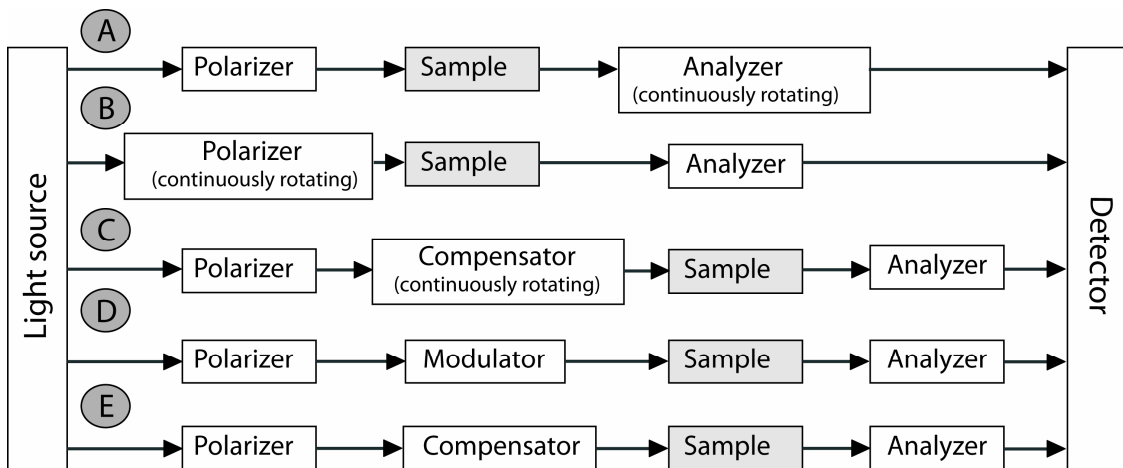 A
Polarizer
Sample
Analyzer
(continuously rotating)
B
Polarizer
(continuously rotating)
Sample
Analyzer
C
Polarizer
Compensator
(continuously rotating)
Sample
Analyzer
D
Polarizer
Modulator
Sample
Analyzer
E
Polarizer
Compensator
Sample
Analyzer
Light source
Detector